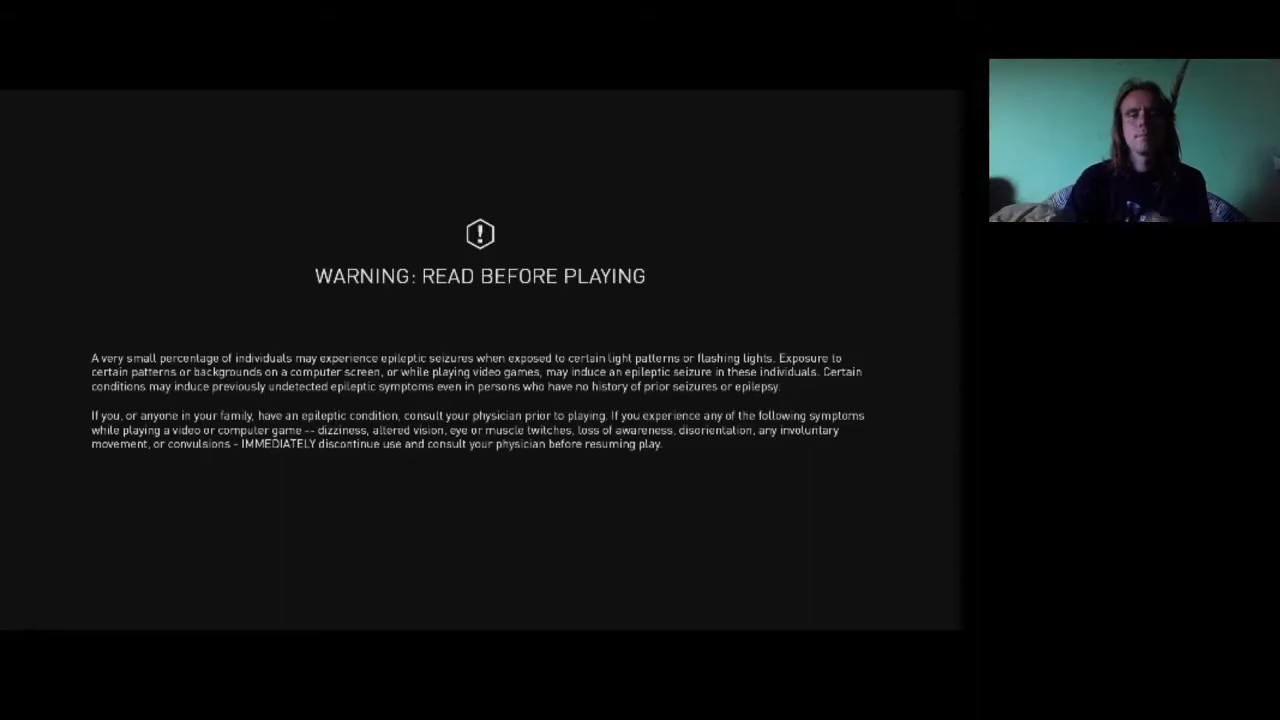 WARNING: READ BEFORE PLAYING
A very small percentage of individuals may experience epileptic seizures when exposed to certain light patterns or flashing lights. Exposure to
certain patterns or backgrounds on a computer screen, or while playing video games, may induce an epileptic seizure in these individuals. Certain
conditions may induce previously undetected epileptic symptoms even in persons who have no history of prior seizures or epilepsy.
If you, or anyone in your family, have an epileptic condition, consult your physician prior to playing. If you experience any of the following symptoms
while playing a video or computer game -- dizziness, altered vision, eye or muscle twitches, loss of awareness, disorientation, any involuntary
movement, or convulsions - IMMEDIATELY discontinue use and consult your physician before resuming play.